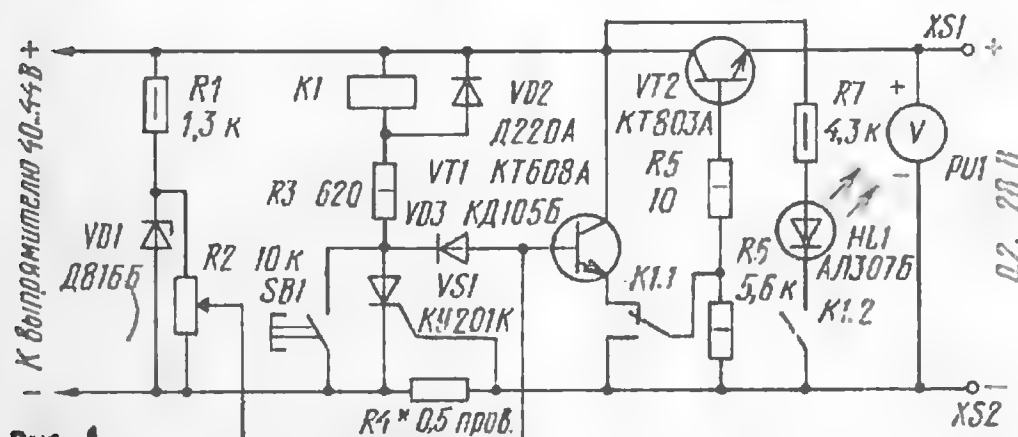 К выпрямителю 40...44 В
+
−
R1
1,3 к
VD1
Д816Б
R2
10 к
SB1
K1
VD2
Д220А
R3 620
VT1 КТ608А
VD3 КД105Б
VS1
КУ201К
R4* 0,5 пров.
K1.1
VT2
КТ803А
R5
10
R6
5,6 к
R7
4,3 к
HL1
АЛ307Б
K1.2
XS1
+
+
V
−
PU1
−
XS2